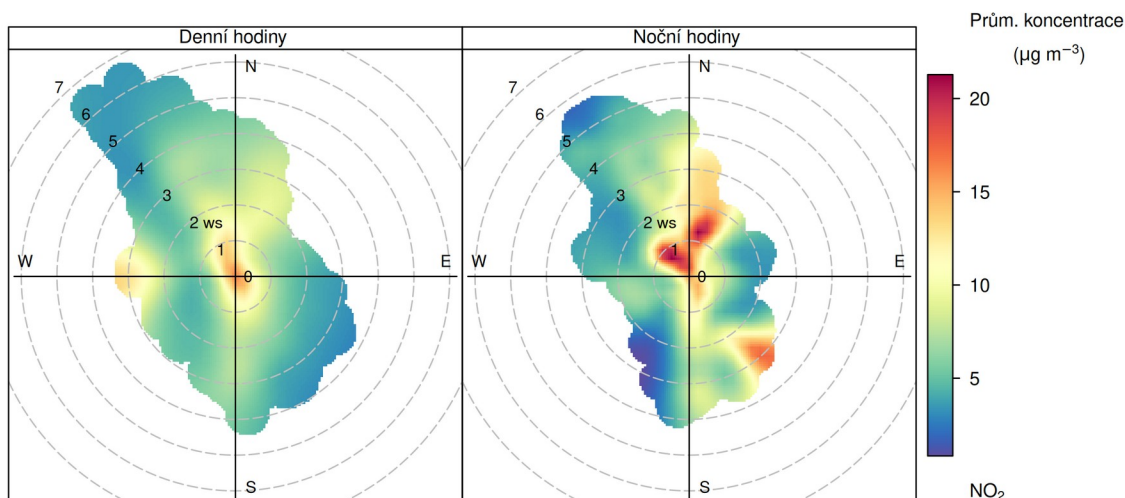 Denní hodiny
N
7
6
5
4
3
2 ws
1
0
W
E
S
Noční hodiny
N
7
6
5
4
3
2 ws
1
0
W
E
S
Prům. koncentrace
(µg m⁻³)
20
15
10
5
NO₂